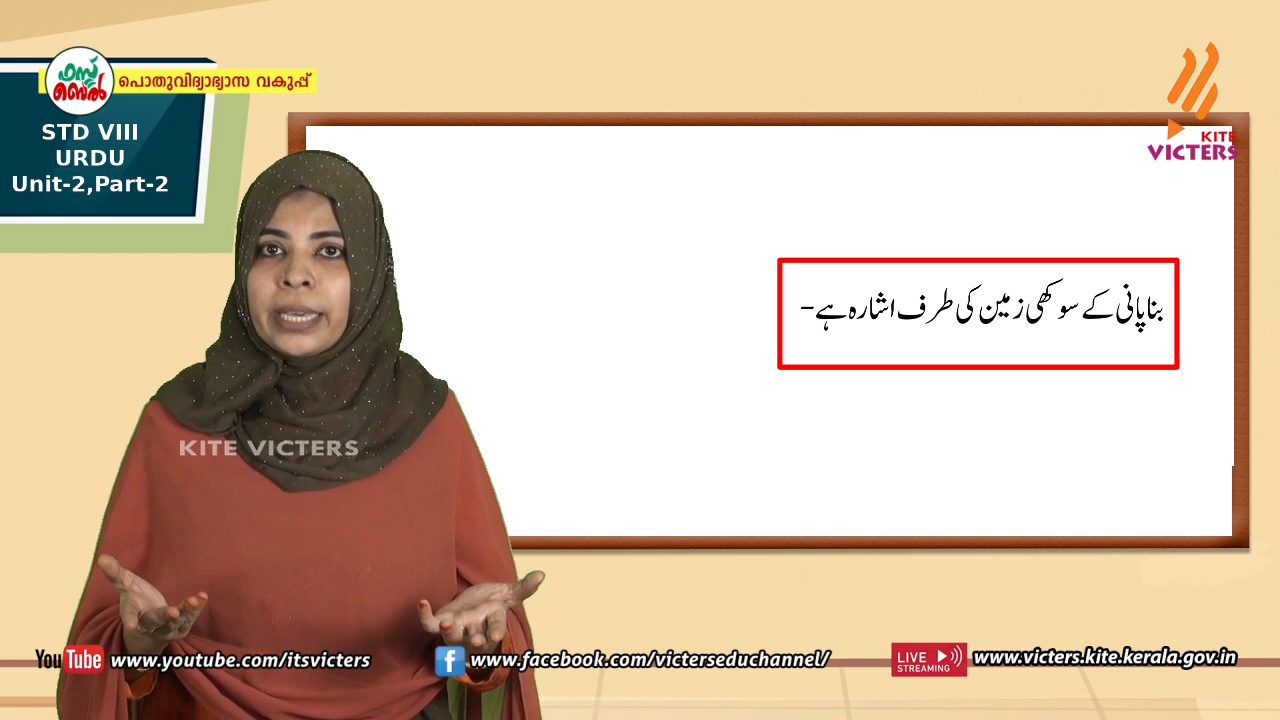 ഫസ്റ്റ്
ബെൽ
പൊതുവിദ്യാഭ്യാസ വകുപ്പ്
STD VIII
URDU
Unit-2,Part-2
KITE
VICTERS
بنا پانی کے سوکھی زمین کی طرف اشارہ ہے-
KITE VICTERS
You Tube www.youtube.com/itsvicters
f www.facebook.com/victerseduchannel/
LIVE
STREAMING
www.victers.kite.kerala.gov.in